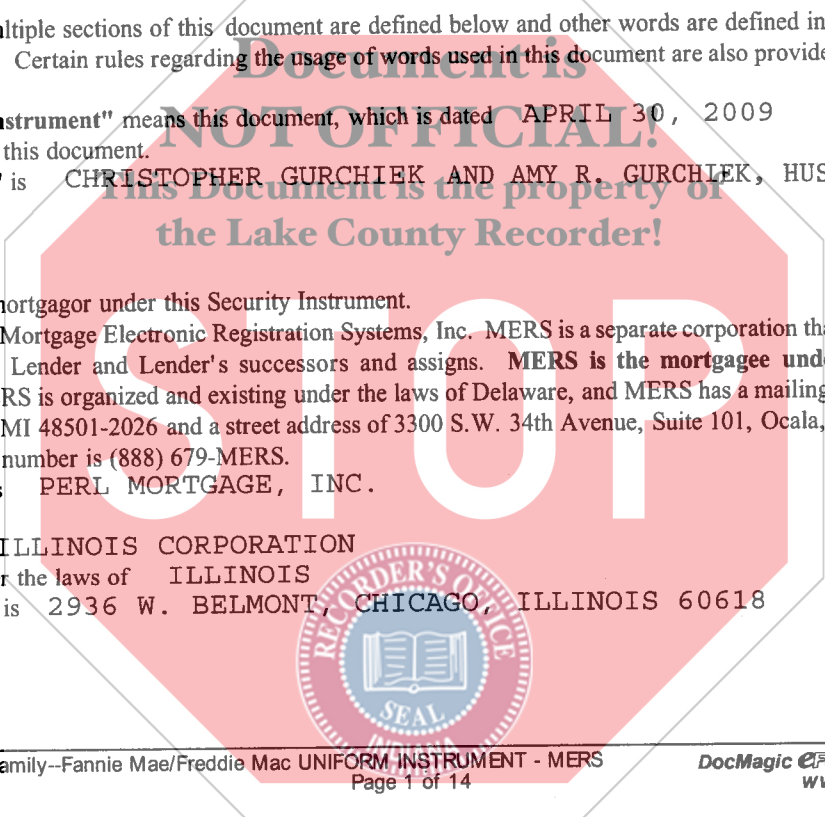 ltiple sections of this document are defined below and other words are defined in
Certain rules regarding the usage of words used in this document are also provide
Document is
nstrument" means this document, which is dated APRIL 30, 2009
NOT OFFICIAL!
this document.
is CHRISTOPHER GURCHIEK AND AMY R. GURCHIEK, HUS
This Document is the property of
the Lake County Recorder!
ortgagor under this Security Instrument.
Mortgage Electronic Registration Systems, Inc. MERS is a separate corporation tha
Lender and Lender's successors and assigns. MERS is the mortgagee und
RS is organized and existing under the laws of Delaware, and MERS has a mailing
MI 48501-2026 and a street address of 3300 S.W. 34th Avenue, Suite 101, Ocala,
number is (888) 679-MERS.
STOP
s PERL MORTGAGE, INC.
ILLINOIS CORPORATION
r the laws of ILLINOIS
is 2936 W. BELMONT, CHICAGO, ILLINOIS 60618
RECORDER'S OFFICE
SEAL
INDIANA
amily--Fannie Mae/Freddie Mac UNIFORM INSTRUMENT - MERS
Page 1 of 14
DocMagic